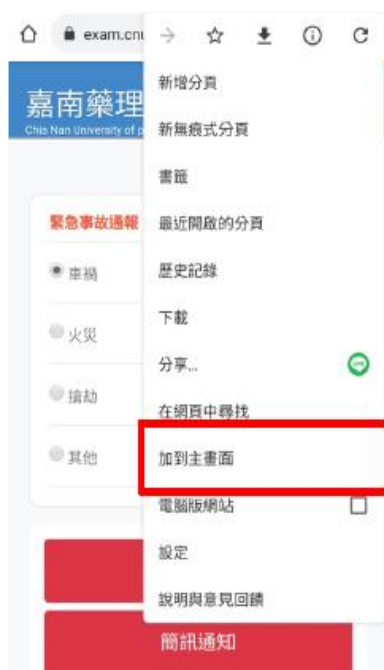 exam.cnu
新增分頁
嘉南藥理
Chia Nan University of p
新無痕式分頁
書籤
緊急事故通報
最近開啟的分頁
車禍
歷史記錄
下載
火災
分享...
搶劫
在網頁中尋找
其他
加到主畫面
電腦版網站
設定
說明與意見回饋
簡訊通知